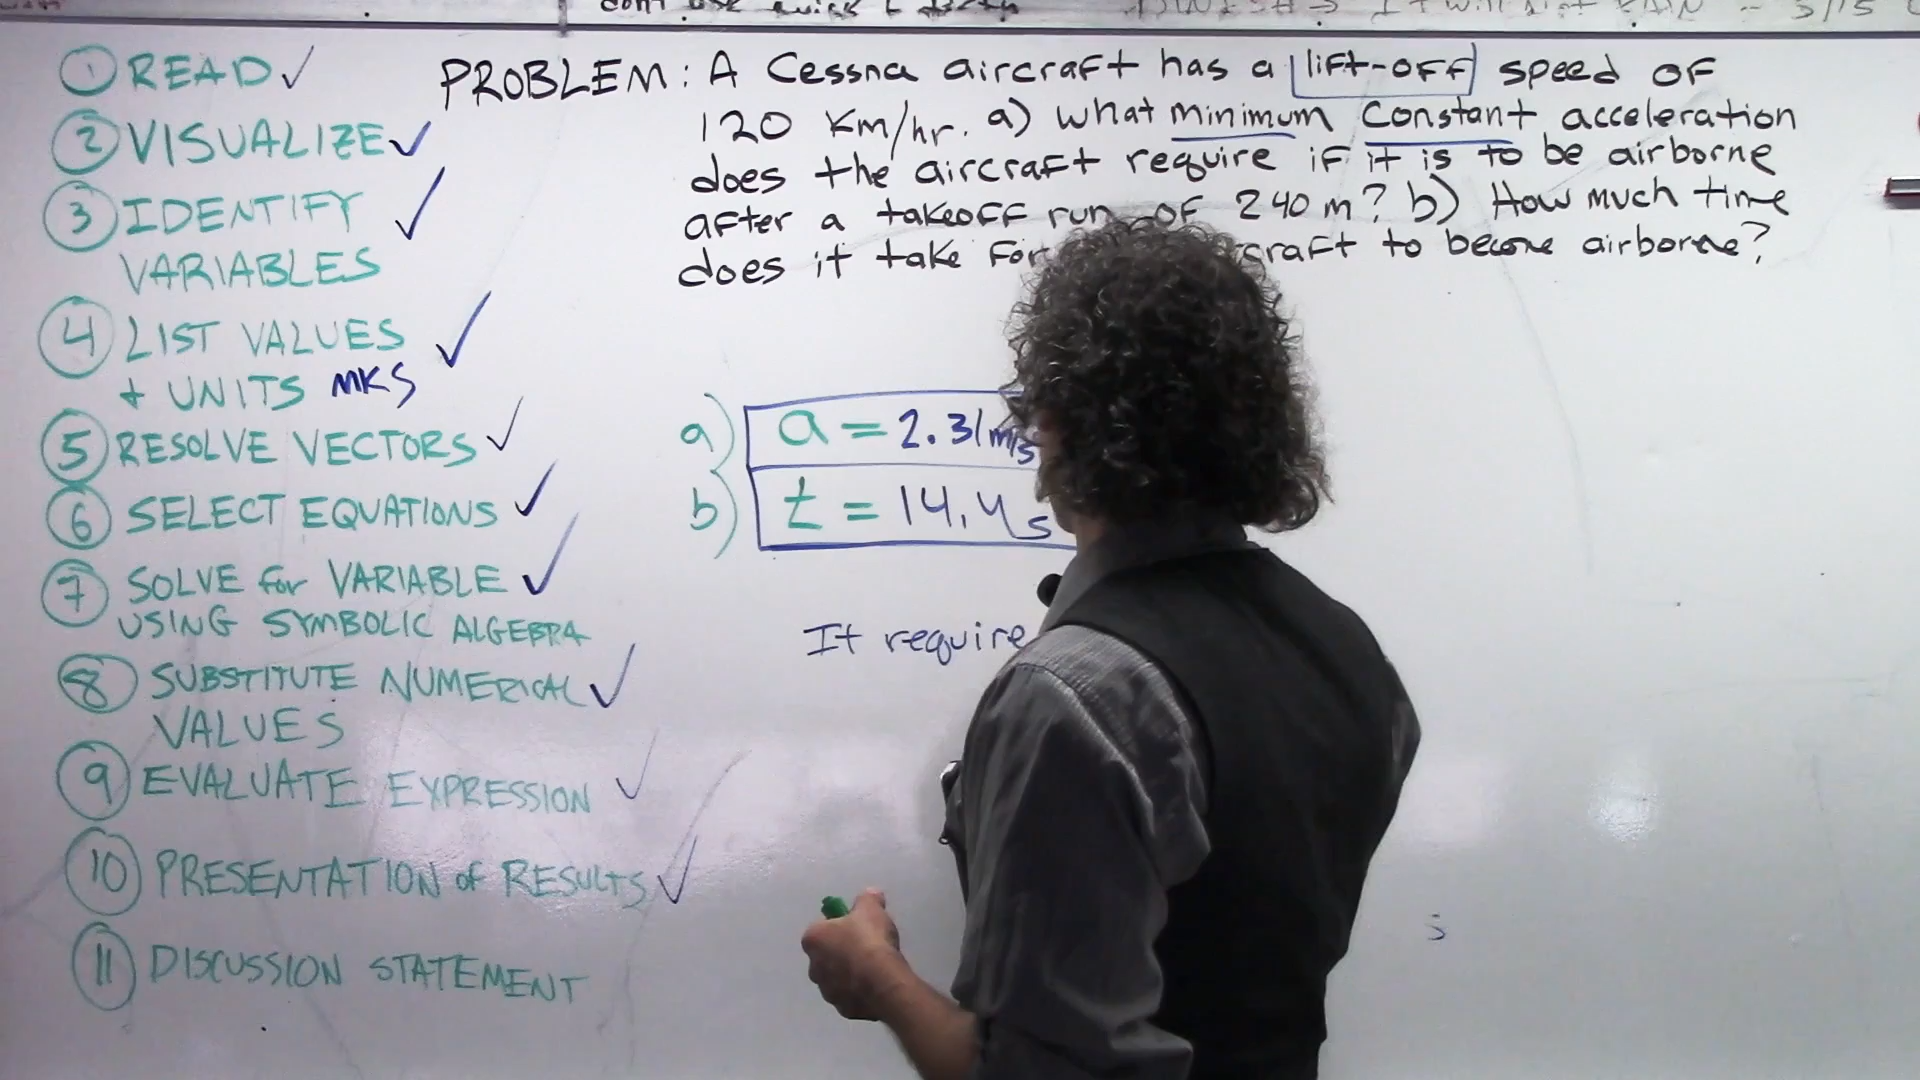 ① READ ✓
② VISUALIZE ✓
③ IDENTIFY ✓
VARIABLES
④ LIST VALUES ✓
+ UNITS MKS
⑤ RESOLVE VECTORS ✓
⑥ SELECT EQUATIONS ✓
⑦ SOLVE for VARIABLE ✓
USING SYMBOLIC ALGEBRA
⑧ SUBSTITUTE NUMERICAL ✓
VALUES
⑨ EVALUATE EXPRESSION ✓
⑩ PRESENTATION of RESULTS ✓
⑪ DISCUSSION STATEMENT
PROBLEM: A Cessna aircraft has a lift-off speed of
120 km/hr. a) what minimum constant acceleration
does the aircraft require if it is to be airborne
after a takeoff run of 240 m? b) How much time
does it take for craft to become airborne?
a) a = 2.31 m/s
b) t = 14.4 s
It require